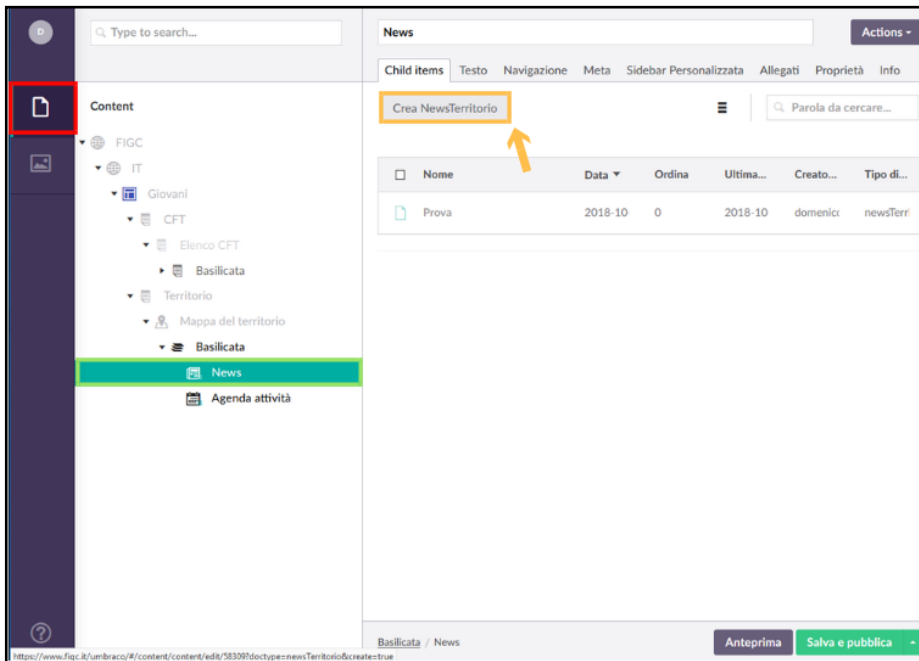 D
Type to search...
Content
FIGC
IT
Giovani
CFT
Elenco CFT
Basilicata
Territorio
Mappa del territorio
Basilicata
News
Agenda attività
News
Actions
Child items Testo Navigazione Meta Sidebar Personalizzata Allegati Proprietà Info
Crea NewsTerritorio
Parola da cercare...
Nome Data Ordina Ultima... Creato... Tipo di...
Prova 2018-10 0 2018-10 domenicc newsTerr
Basilicata / News
Anteprima Salva e pubblica
https://www.figc.it/umbraco/#/content/content/edit/58309?doctype=newsTerritorio&create=true